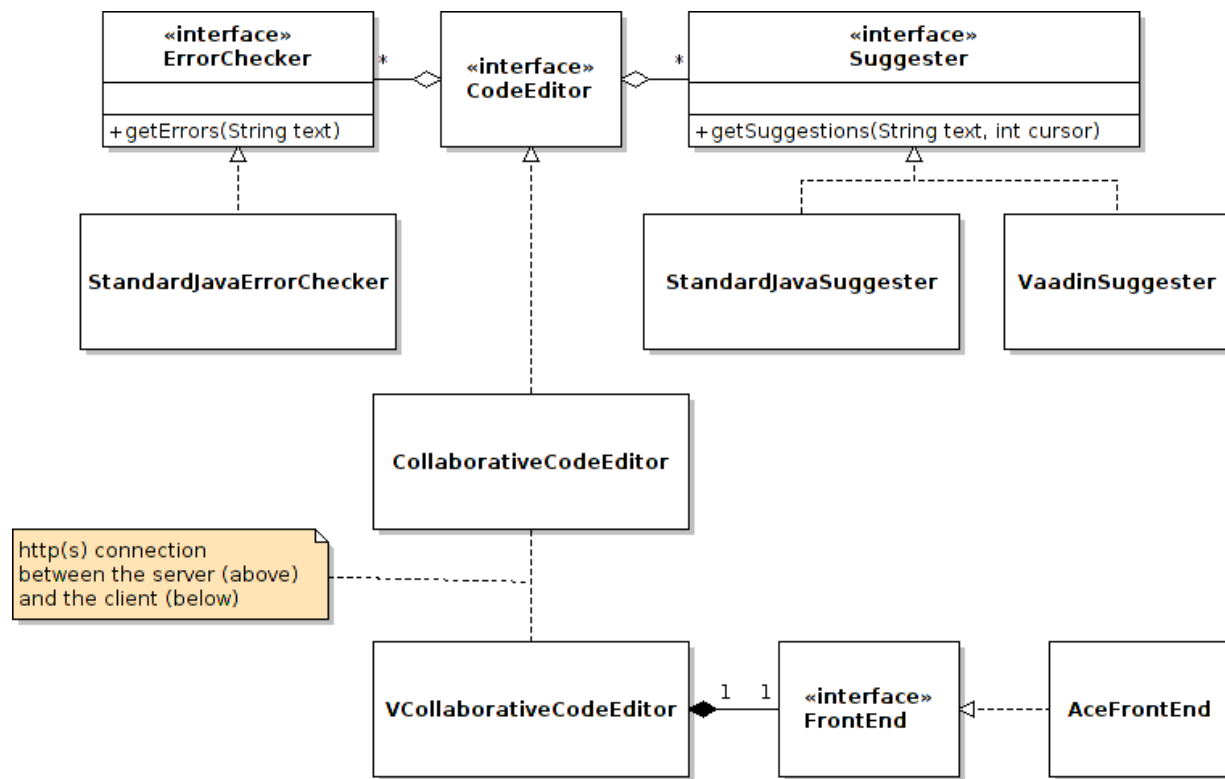 «interface»
ErrorChecker
+getErrors(String text)
*
«interface»
CodeEditor
*
«interface»
Suggester
+getSuggestions(String text, int cursor)
StandardJavaErrorChecker
StandardJavaSuggester
VaadinSuggester
CollaborativeCodeEditor
http(s) connection
between the server (above)
and the client (below)
VCollaborativeCodeEditor
1
1
«interface»
FrontEnd
AceFrontEnd